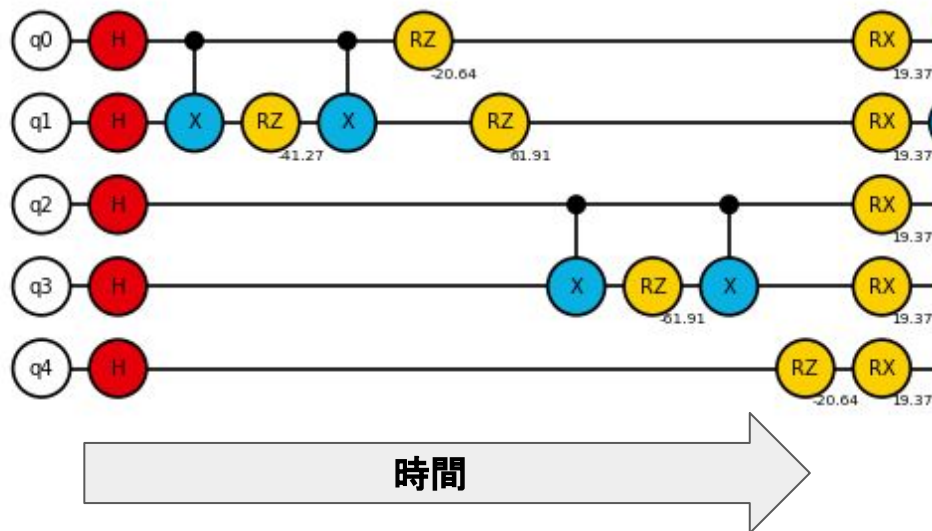 q0 H RZ RX
-20.64 19.37
q1 H X RZ X RZ RX
-41.27 61.91 19.37
q2 H RX
19.37
q3 H X RZ X RX
-61.91 19.37
q4 H RZ RX
-20.64 19.37
時間